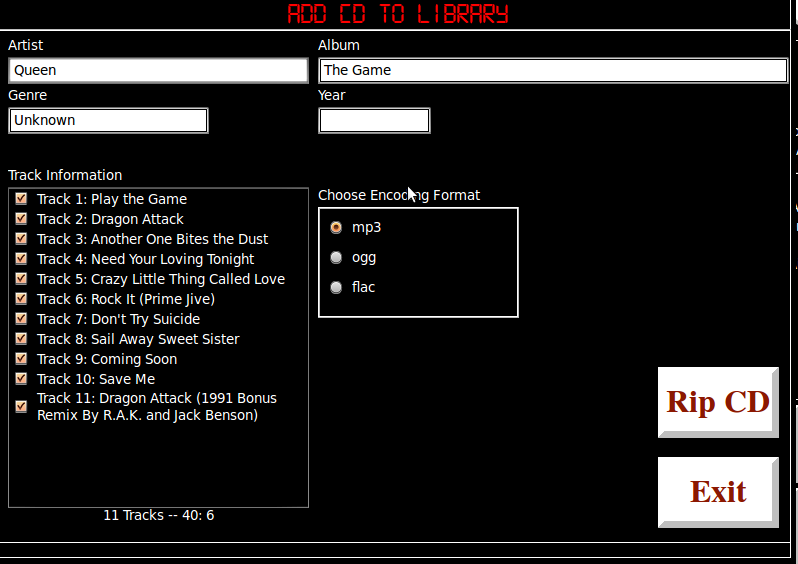 ADD CD TO LIBRARY
Artist
Album
Queen
The Game
Genre
Year
Unknown
Track Information
Track 1: Play the Game
Track 2: Dragon Attack
Track 3: Another One Bites the Dust
Track 4: Need Your Loving Tonight
Track 5: Crazy Little Thing Called Love
Track 6: Rock It (Prime Jive)
Track 7: Don't Try Suicide
Track 8: Sail Away Sweet Sister
Track 9: Coming Soon
Track 10: Save Me
Track 11: Dragon Attack (1991 Bonus
Remix By R.A.K. and Jack Benson)
11 Tracks -- 40: 6
Choose Encoding Format
mp3
ogg
flac
Rip CD
Exit